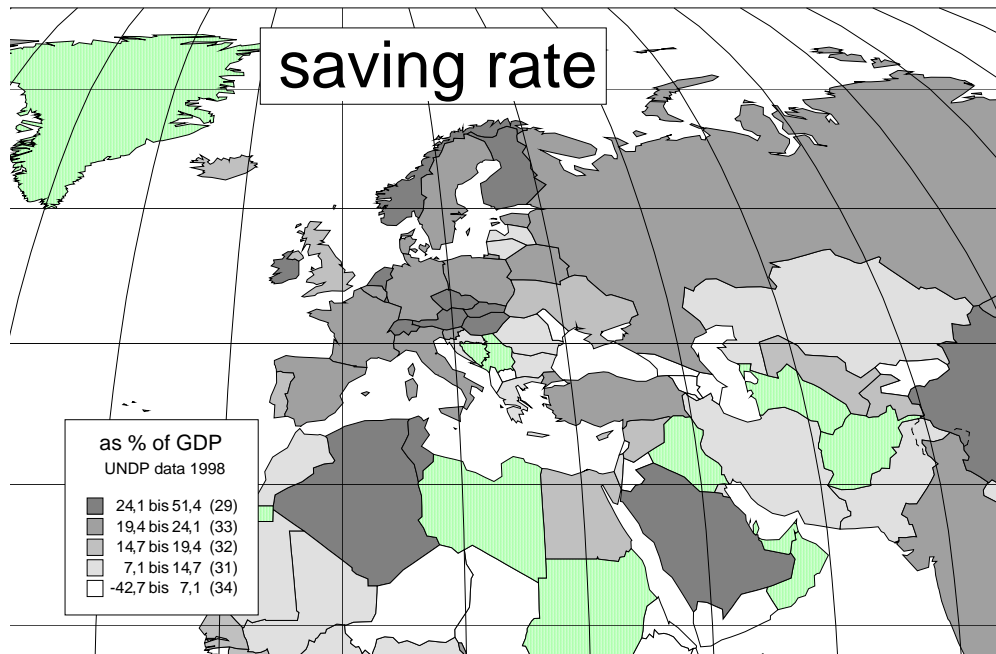 saving rate
as % of GDP
UNDP data 1998
24,1 bis 51,4 (29)
19,4 bis 24,1 (33)
14,7 bis 19,4 (32)
7,1 bis 14,7 (31)
-42,7 bis 7,1 (34)